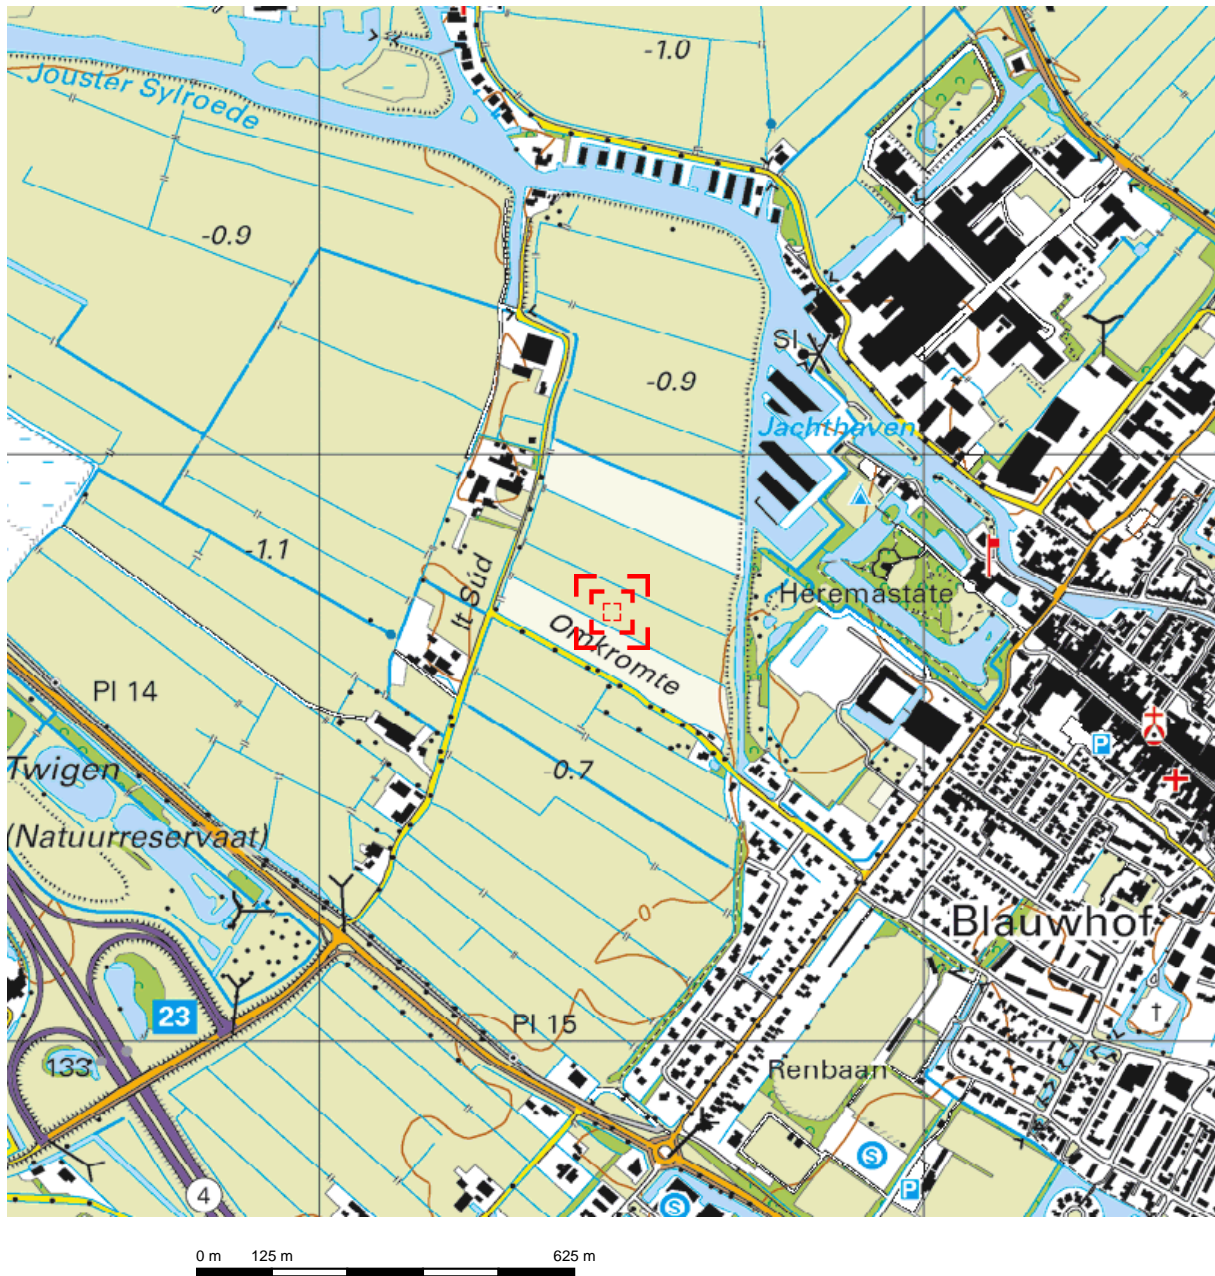 -1.0
Jouster Sylroede
-0.9
Sl
-0.9
Jachthaven
-1.1
It Súd
Heremastate
Omkromte
Pl 14
P
Twigen
-0.7
(Natuurreservaat)
0
Blauwhof
23
Pl 15
†
133
Renbaan
S
4
P
S
0 m 125 m 625 m